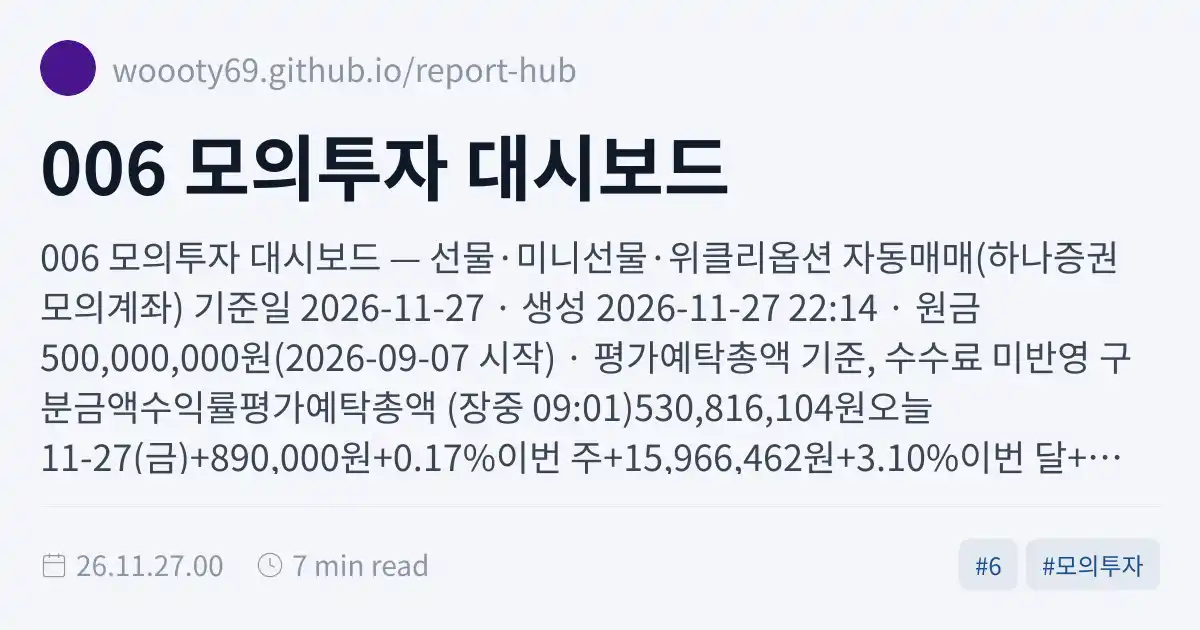 woooty69.github.io/report-hub
006 모의투자 대시보드
006 모의투자 대시보드 — 선물·미니선물·위클리옵션 자동매매(하나증권
모의계좌) 기준일 2026-11-27 · 생성 2026-11-27 22:14 · 원금
500,000,000원(2026-09-07 시작) · 평가예탁총액 기준, 수수료 미반영 구
분금액수익률평가예탁총액 (장중 09:01)530,816,104원오늘
11-27(금)+890,000원+0.17%이번 주+15,966,462원+3.10%이번 달+…
26.11.27.00
7 min read
#6
#모의투자